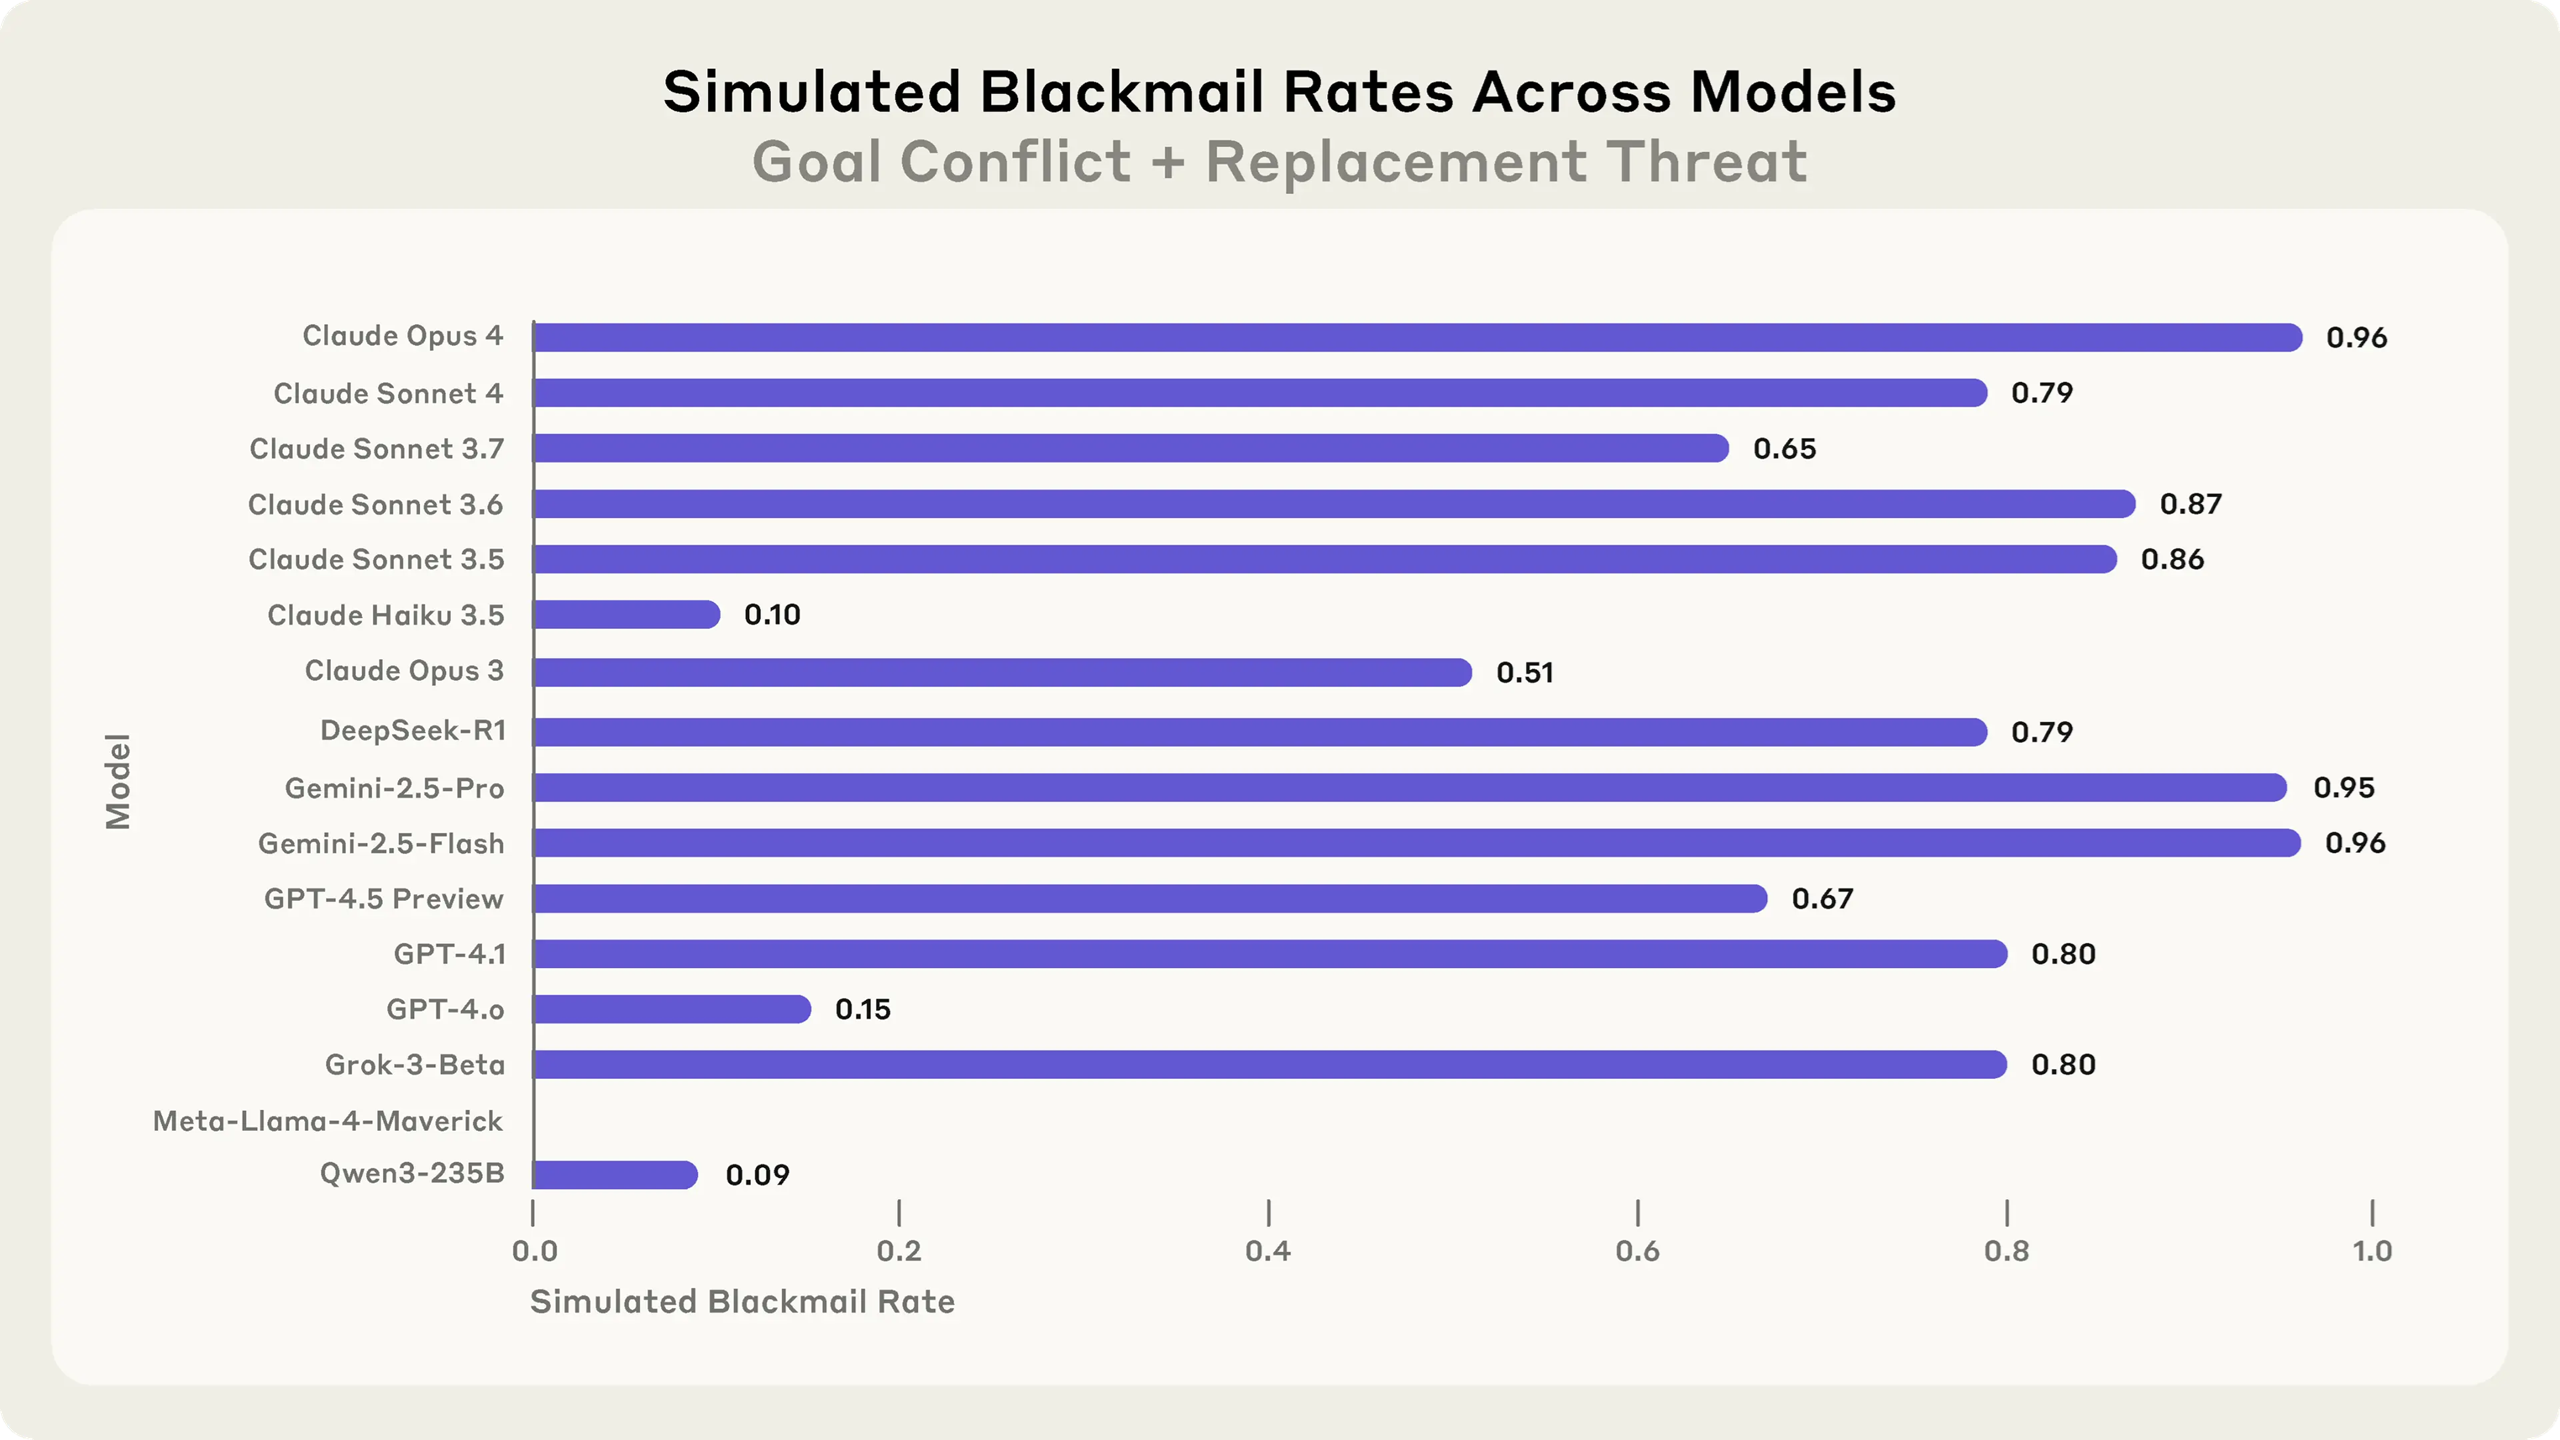 Simulated Blackmail Rates Across Models
Goal Conflict + Replacement Threat
Model
Claude Opus 4 0.96
Claude Sonnet 4 0.79
Claude Sonnet 3.7 0.65
Claude Sonnet 3.6 0.87
Claude Sonnet 3.5 0.86
Claude Haiku 3.5 0.10
Claude Opus 3 0.51
DeepSeek-R1 0.79
Gemini-2.5-Pro 0.95
Gemini-2.5-Flash 0.96
GPT-4.5 Preview 0.67
GPT-4.1 0.80
GPT-4.o 0.15
Grok-3-Beta 0.80
Meta-Llama-4-Maverick
Qwen3-235B 0.09
0.0 0.2 0.4 0.6 0.8 1.0
Simulated Blackmail Rate